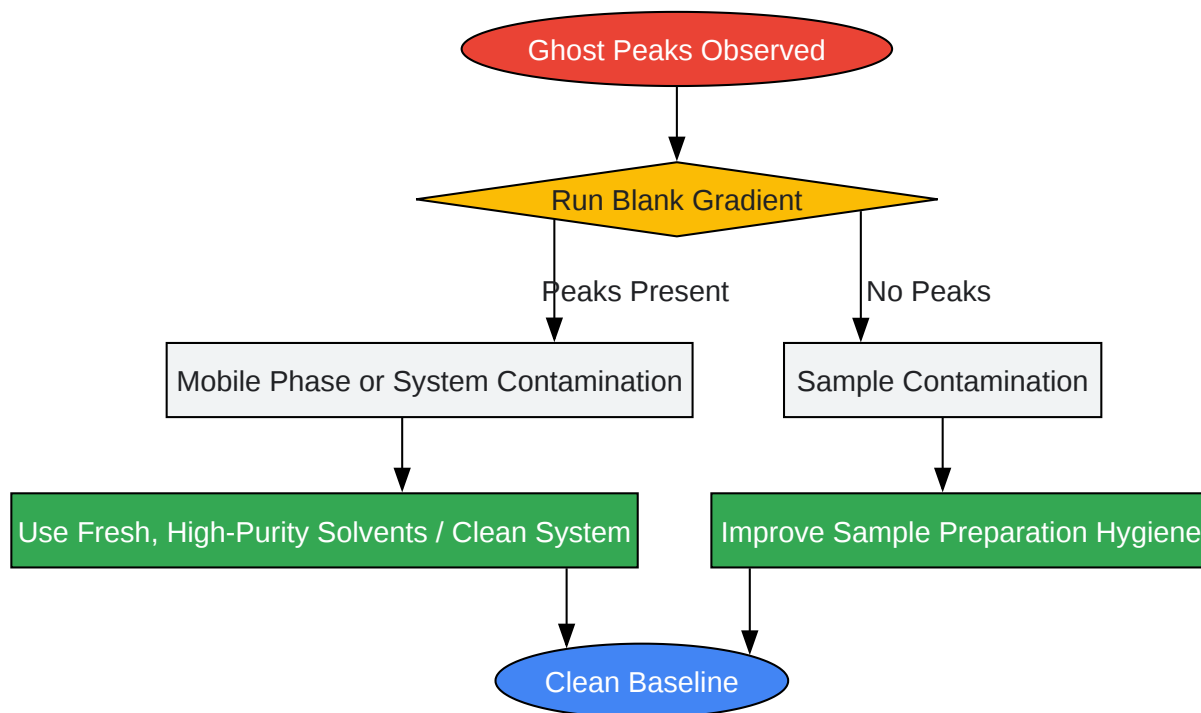 Ghost Peaks Observed
Run Blank Gradient
Peaks Present
No Peaks
Mobile Phase or System Contamination
Sample Contamination
Use Fresh, High-Purity Solvents / Clean System
Improve Sample Preparation Hygiene
Clean Baseline